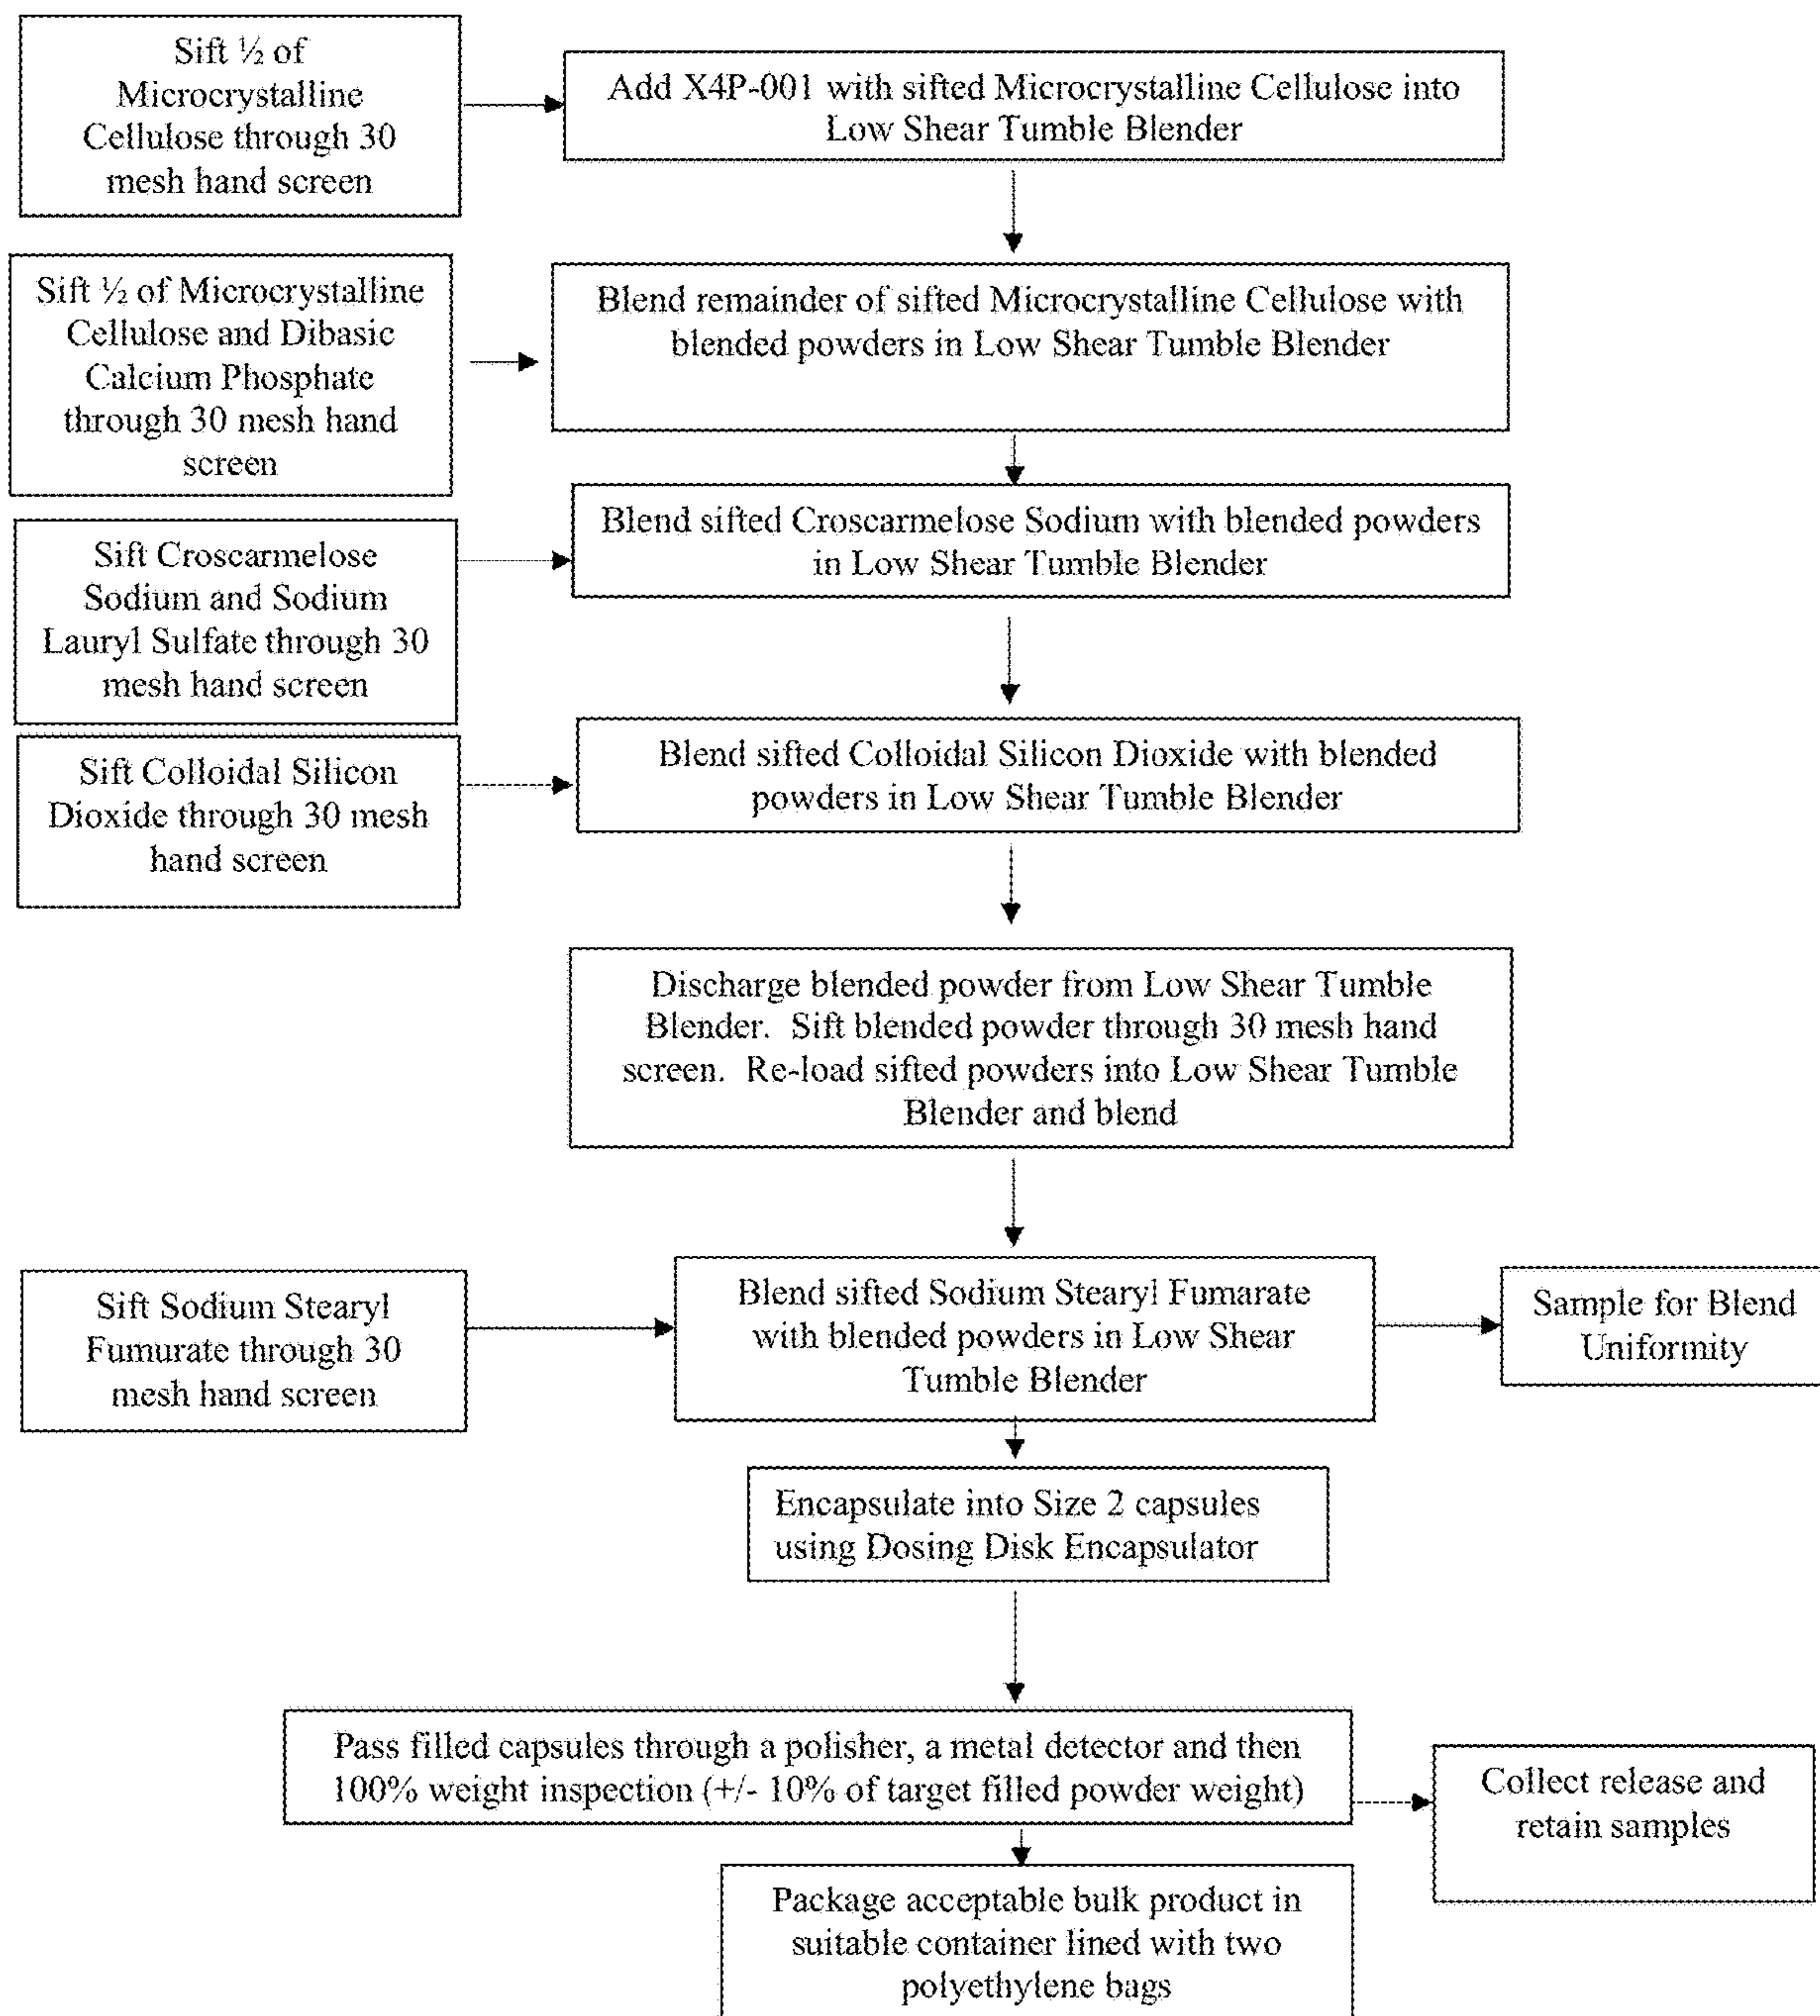 Sift ½ of
Microcrystalline
Cellulose through 30
mesh hand screen
Add X4P-001 with sifted Microcrystalline Cellulose into
Low Shear Tumble Blender
Sift ½ of Microcrystalline
Cellulose and Dibasic
Calcium Phosphate
through 30 mesh hand
screen
Blend remainder of sifted Microcrystalline Cellulose with
blended powders in Low Shear Tumble Blender
Sift Croscarmelose
Sodium and Sodium
Lauryl Sulfate through 30
mesh hand screen
Blend sifted Croscarmelose Sodium with blended powders
in Low Shear Tumble Blender
Sift Colloidal Silicon
Dioxide through 30 mesh
hand screen
Blend sifted Colloidal Silicon Dioxide with blended
powders in Low Shear Tumble Blender
Discharge blended powder from Low Shear Tumble
Blender. Sift blended powder through 30 mesh hand
screen. Re-load sifted powders into Low Shear Tumble
Blender and blend
Sift Sodium Stearyl
Fumurate through 30
mesh hand screen
Blend sifted Sodium Stearyl Fumarate
with blended powders in Low Shear
Tumble Blender
Sample for Blend
Uniformity
Encapsulate into Size 2 capsules
using Dosing Disk Encapsulator
Pass filled capsules through a polisher, a metal detector and then
100% weight inspection (+/- 10% of target filled powder weight)
Collect release and
retain samples
Package acceptable bulk product in
suitable container lined with two
polyethylene bags